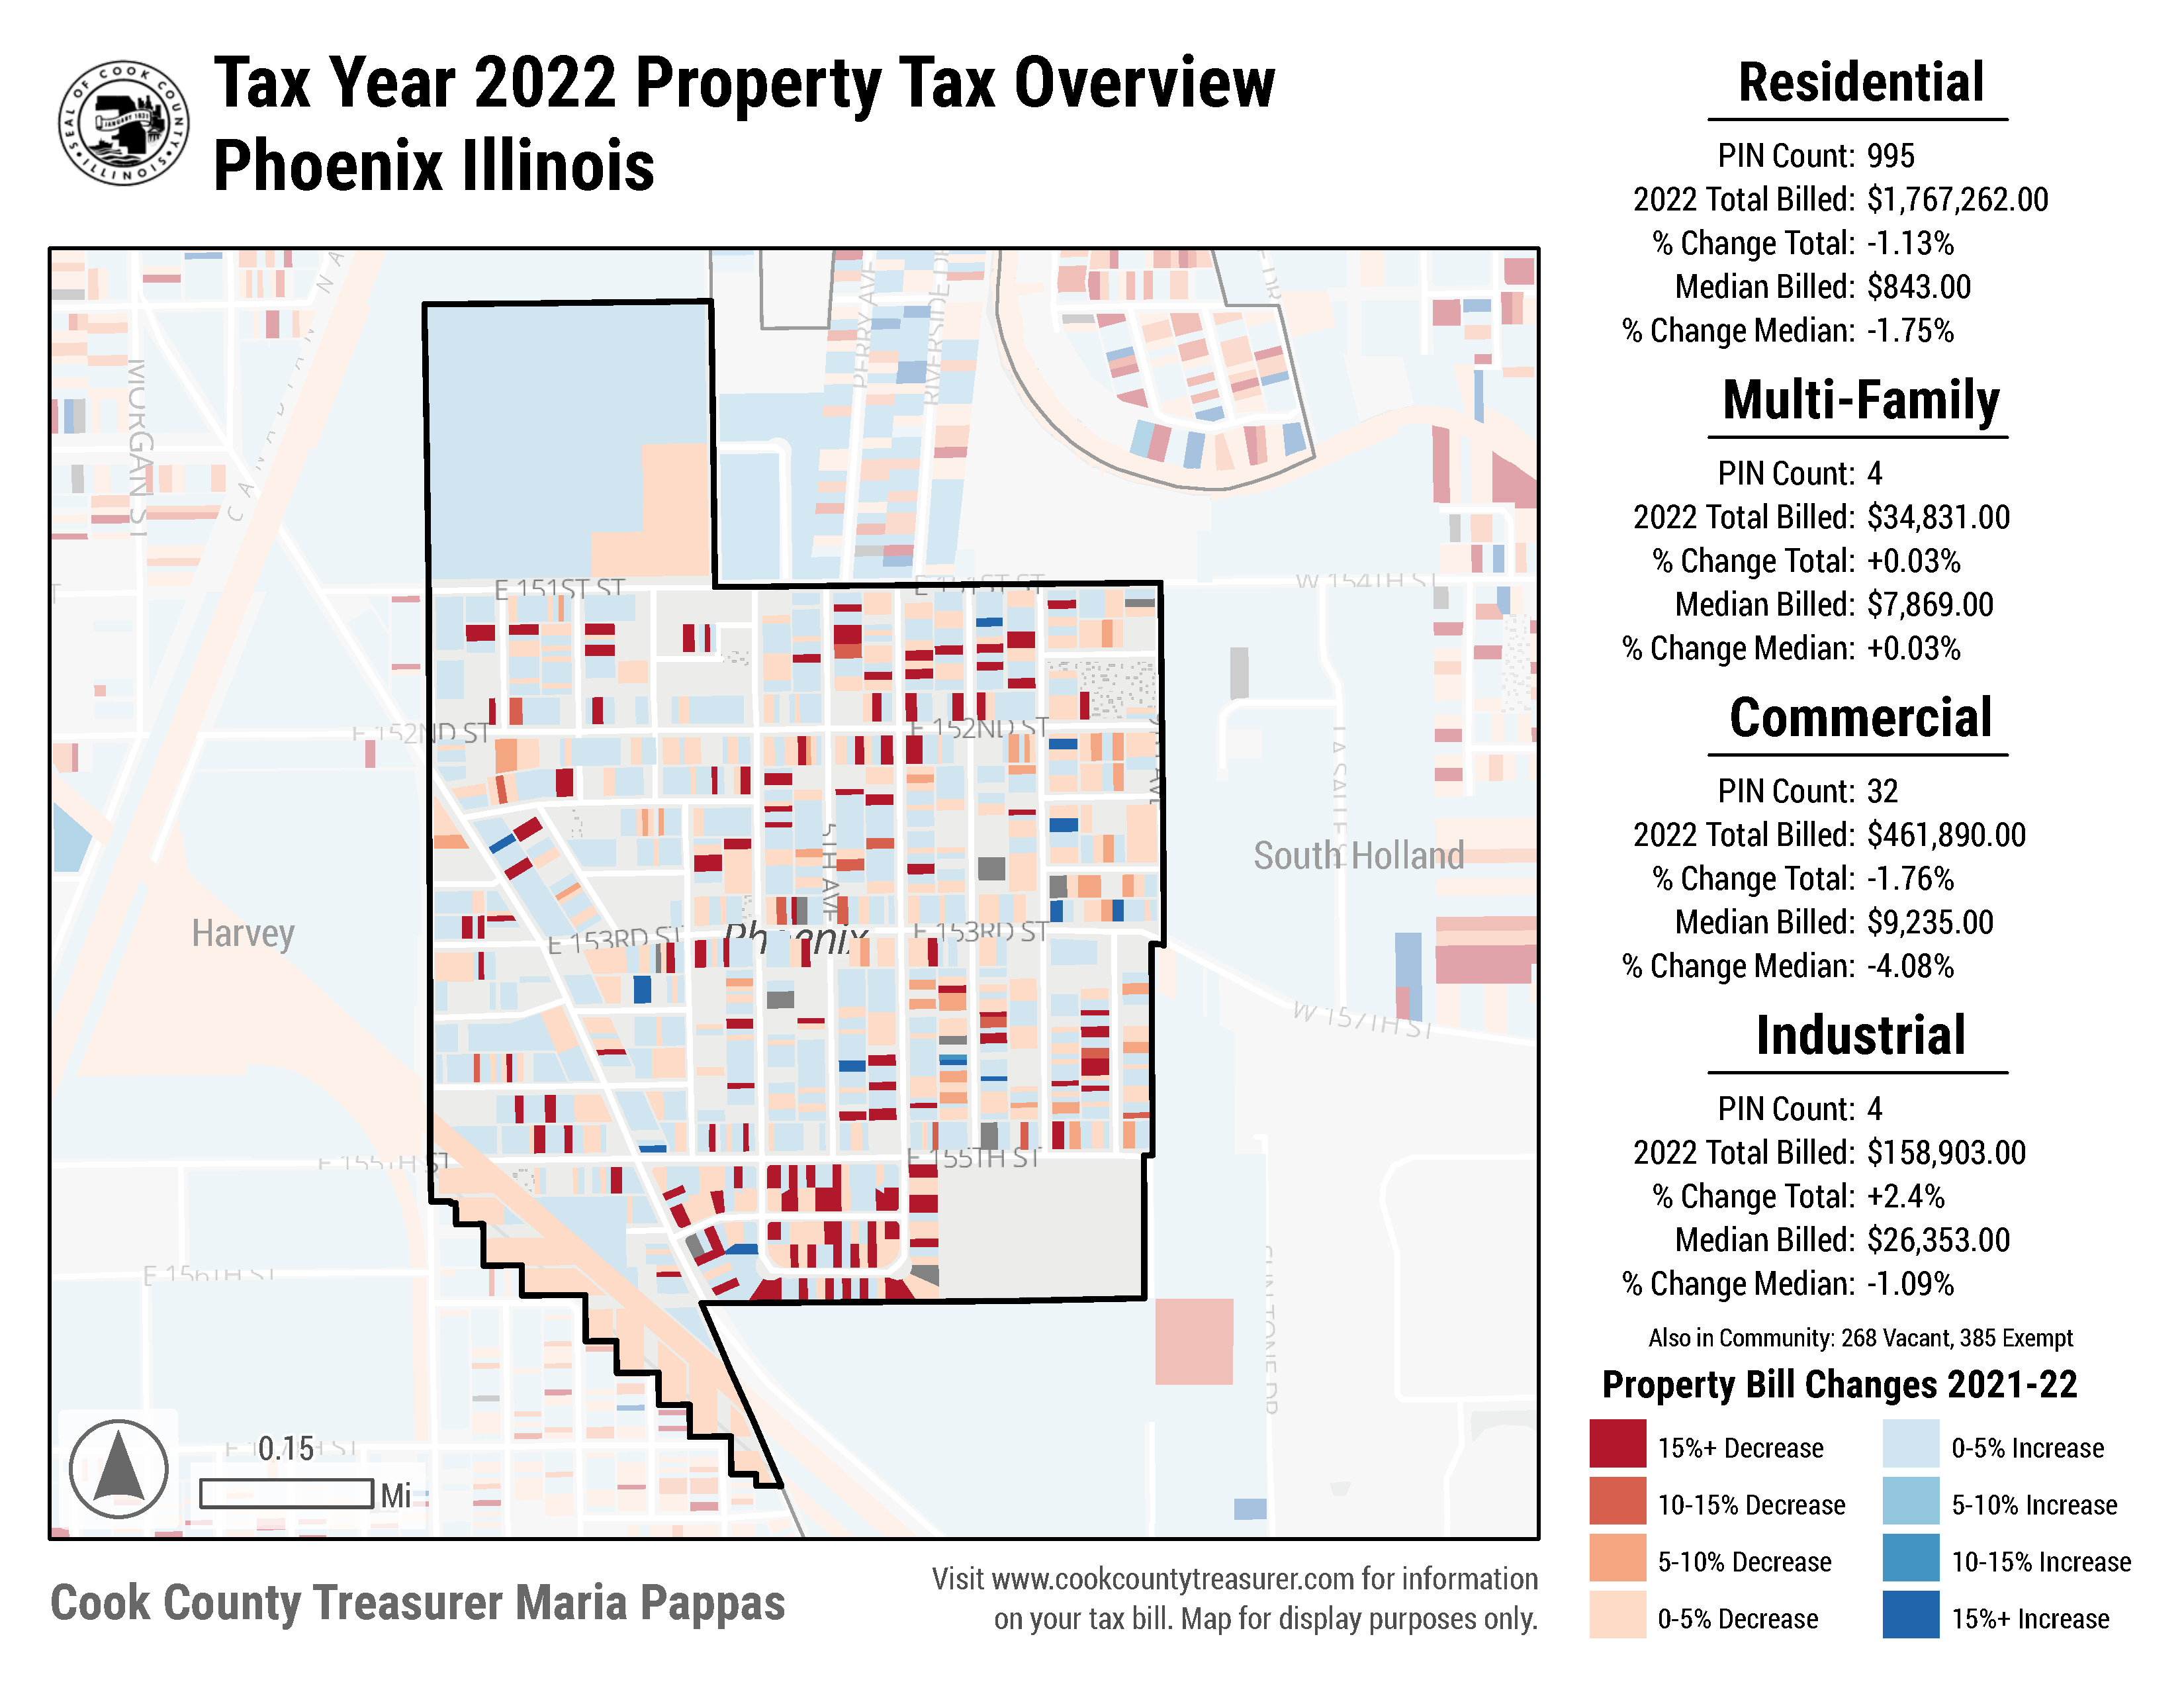 Tax Year 2022 Property Tax Overview
Phoenix Illinois
SEAL OF COOK COUNTY
ILLINOIS
JANUARY 1831
MORGAN ST
PERRY AVE
RIVERSIDE DR
DR
E 151ST ST
E 151ST ST
W 154TH ST
E 152ND ST
E 152ND ST
LASALLE ST
5TH AVE
South Holland
Harvey
E 153RD ST
Phoenix
E 153RD ST
W 157TH ST
E 155TH ST
E 155TH ST
E 156TH ST
0.15
Mi
Cook County Treasurer Maria Pappas
Visit www.cookcountytreasurer.com for information
on your tax bill. Map for display purposes only.
Residential
PIN Count: 995
2022 Total Billed: $1,767,262.00
% Change Total: -1.13%
Median Billed: $843.00
% Change Median: -1.75%
Multi-Family
PIN Count: 4
2022 Total Billed: $34,831.00
% Change Total: +0.03%
Median Billed: $7,869.00
% Change Median: +0.03%
Commercial
PIN Count: 32
2022 Total Billed: $461,890.00
% Change Total: -1.76%
Median Billed: $9,235.00
% Change Median: -4.08%
Industrial
PIN Count: 4
2022 Total Billed: $158,903.00
% Change Total: +2.4%
Median Billed: $26,353.00
% Change Median: -1.09%
Also in Community: 268 Vacant, 385 Exempt
Property Bill Changes 2021-22
15%+ Decrease
10-15% Decrease
5-10% Decrease
0-5% Decrease
0-5% Increase
5-10% Increase
10-15% Increase
15%+ Increase